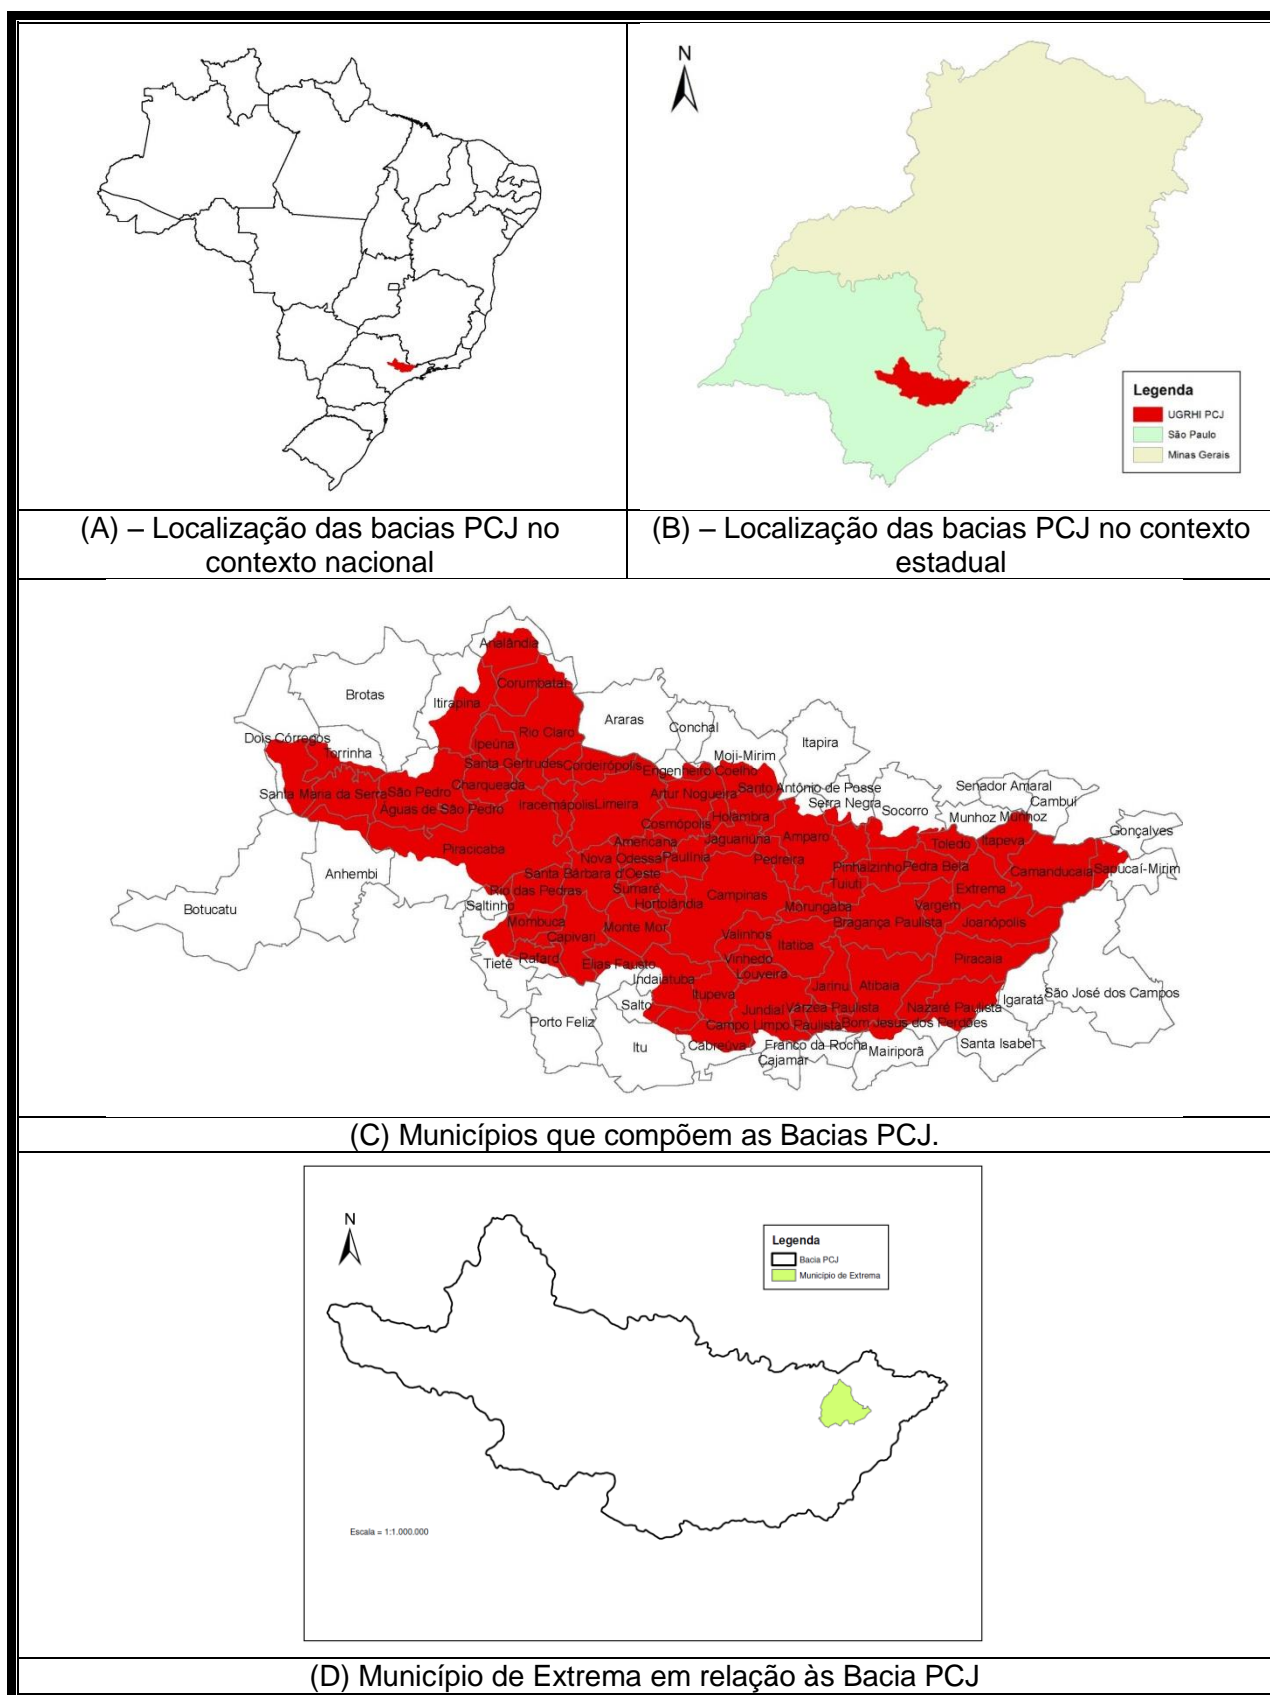 (A) – Localização das bacias PCJ no
contexto nacional
N
Legenda
UGRHI PCJ
São Paulo
Minas Gerais
(B) – Localização das bacias PCJ no contexto
estadual
Analândia
Corumbataí
Brotas
Itirapina
Araras
Conchal
Rio Claro
Dois Córregos
Ipeúna
Moji-Mirim
Itapira
Torrinha
Santa Gertrudes
Cordeirópolis
Engenheiro Coelho
Charqueada
Santa Maria da Serra
São Pedro
Artur Nogueira
Santo Antônio de Posse
Senador Amaral
Cambuí
Águas de São Pedro
Iracemápolis
Limeira
Serra Negra
Socorro
Munhoz
Munhoz
Gonçalves
Cosmópolis
Holambra
Piracicaba
Americana
Jaguariúna
Amparo
Toledo
Itapeva
Nova Odessa
Paulínia
Pedreira
Pinhalzinho
Pedra Bela
Camanducaia
Sapucaí-Mirim
Anhembi
Santa Bárbara d'Oeste
Tuiuti
Extrema
Rio das Pedras
Sumaré
Campinas
Botucatu
Saltinho
Hortolândia
Morungaba
Vargem
Mombuca
Monte Mor
Bragança Paulista
Joanópolis
Capivari
Valinhos
Itatiba
Tietê
Rafard
Elias Fausto
Vinhedo
Piracaia
Indaiatuba
Louveira
Itupeva
Jarinu
Atibaia
Salto
São José dos Campos
Igaratá
Porto Feliz
Jundiaí
Várzea Paulista
Nazaré Paulista
Campo Limpo Paulista
Bom Jesus dos Perdões
Itu
Cabreúva
Franco da Rocha
Mairiporã
Santa Isabel
Cajamar
(C) Municípios que compõem as Bacias PCJ.
N
Legenda
Bacia PCJ
Município de Extrema
Escala = 1:1.000.000
(D) Município de Extrema em relação às Bacia PCJ